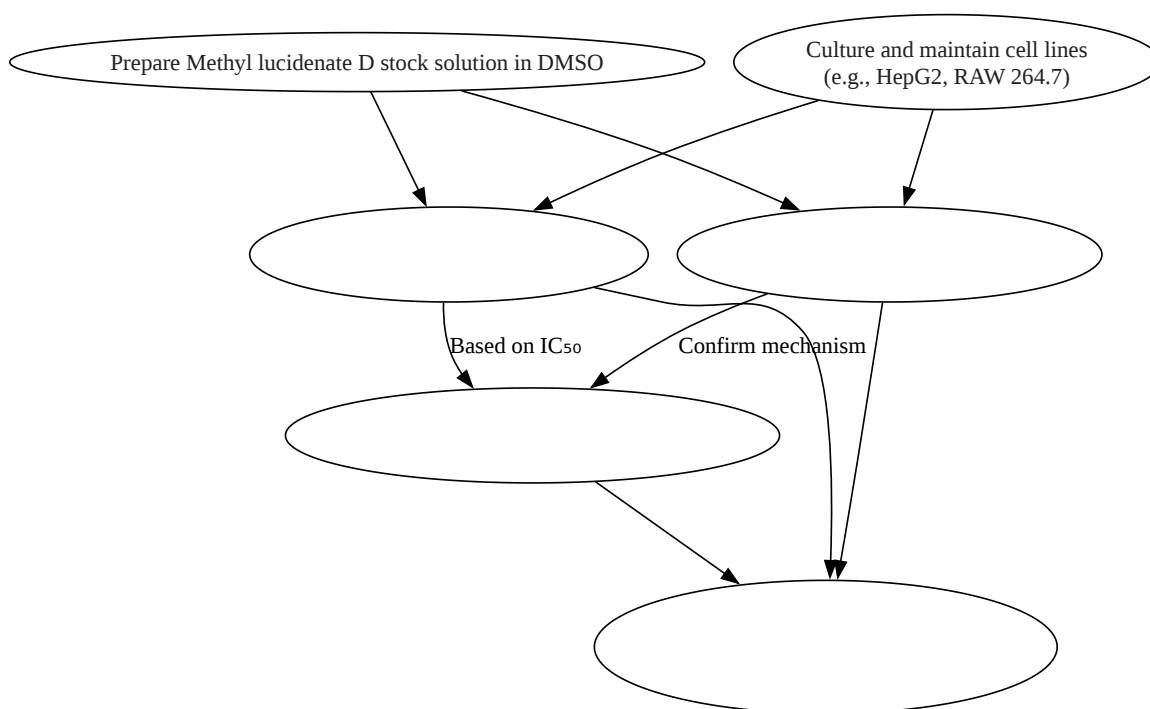 Prepare Methyl lucidenate D stock solution in DMSO
Culture and maintain cell lines
(e.g., HepG2, RAW 264.7)
Based on IC₅₀
Confirm mechanism